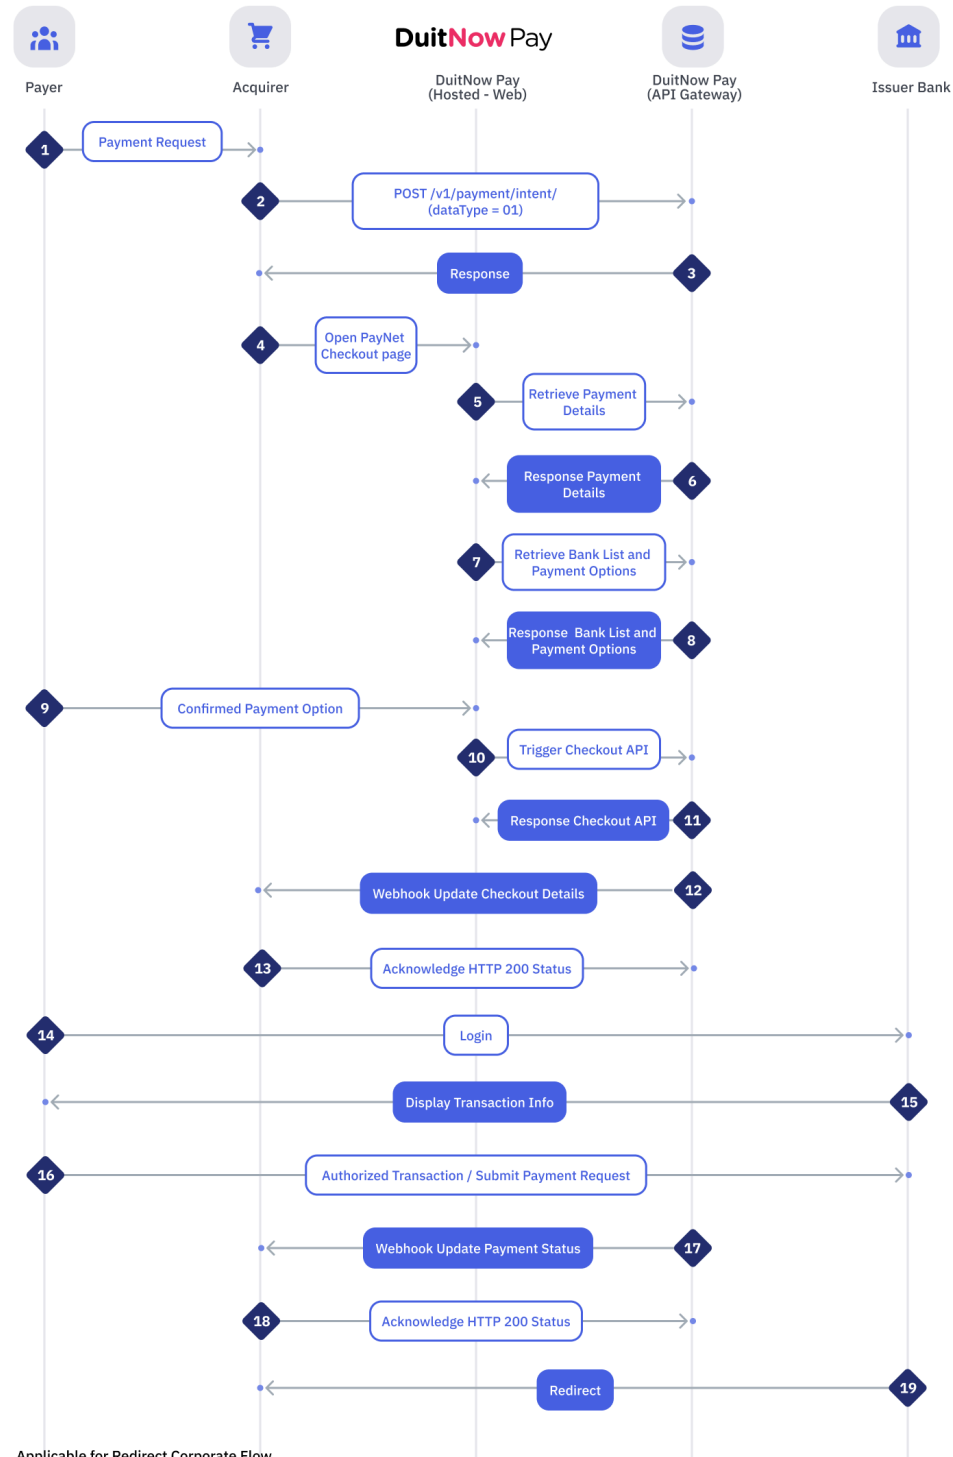 DuitNow Pay
Payer
Acquirer
DuitNow Pay
(Hosted - Web)
DuitNow Pay
(API Gateway)
Issuer Bank
1
Payment Request
2
POST /v1/payment/intent/
(dataType = 01)
Response
3
4
Open PayNet
Checkout page
5
Retrieve Payment
Details
Response Payment
Details
6
7
Retrieve Bank List and
Payment Options
Response Bank List and
Payment Options
8
9
Confirmed Payment Option
10
Trigger Checkout API
Response Checkout API
11
Webhook Update Checkout Details
12
13
Acknowledge HTTP 200 Status
14
Login
Display Transaction Info
15
16
Authorized Transaction / Submit Payment Request
Webhook Update Payment Status
17
18
Acknowledge HTTP 200 Status
Redirect
19
Applicable for Redirect Corporate Flow